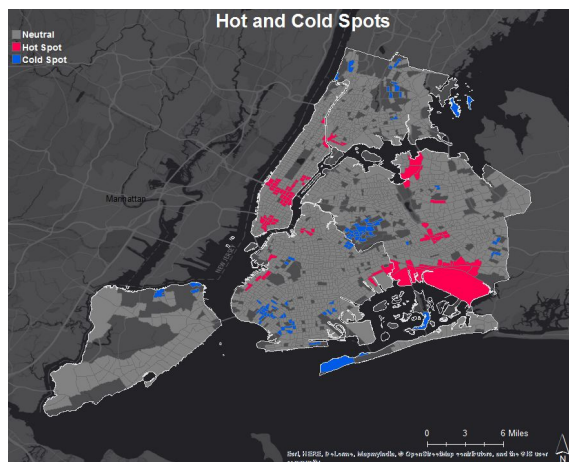 Hot and Cold Spots
Neutral
Hot Spot
Cold Spot
Manhattan
0 3 6 Miles
Esri, HERE, DeLorme, MapmyIndia, © OpenStreetMap contributors, and the GIS user
community
N